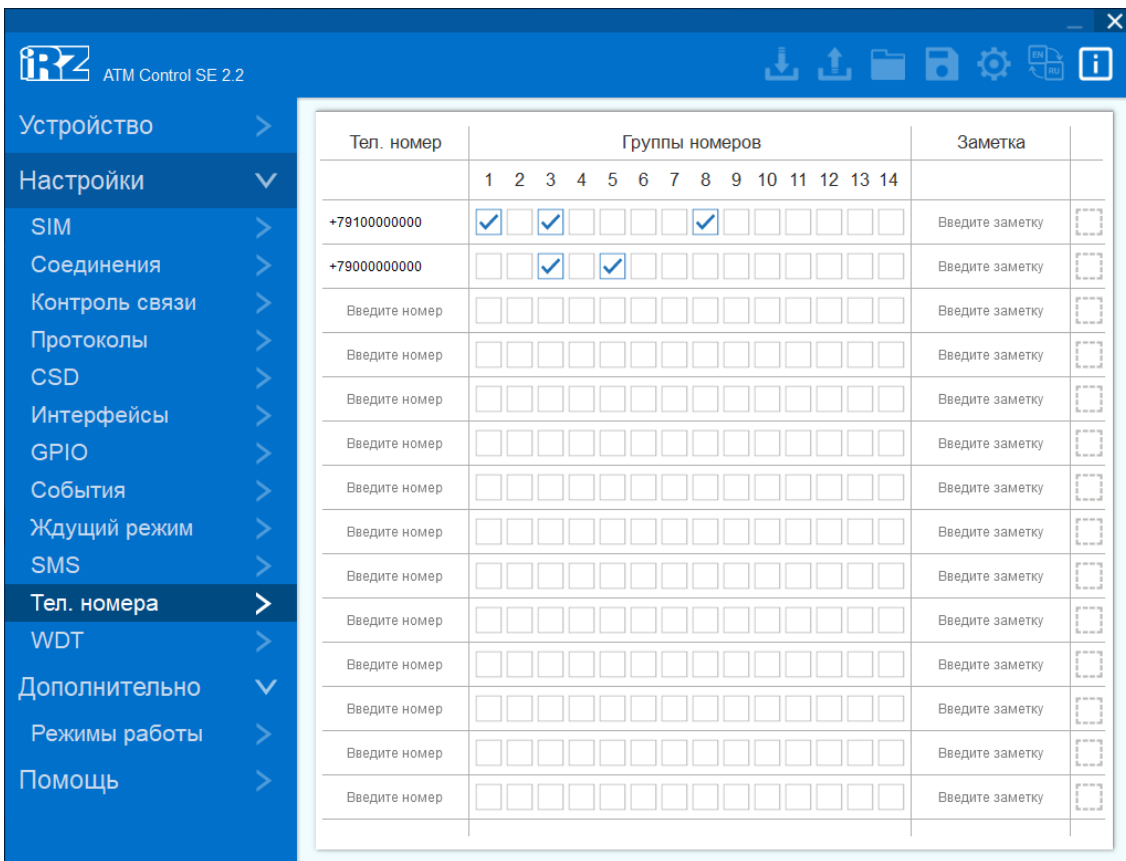 iRZ ATM Control SE 2.2
EN RU i
Устройство
Настройки
SIM
Соединения
Контроль связи
Протоколы
CSD
Интерфейсы
GPIO
События
Ждущий режим
SMS
Тел. номера
WDT
Дополнительно
Режимы работы
Помощь
Тел. номер Группы номеров Заметка
1 2 3 4 5 6 7 8 9 10 11 12 13 14
+79100000000 Введите заметку
+79000000000 Введите заметку
Введите номер Введите заметку
Введите номер Введите заметку
Введите номер Введите заметку
Введите номер Введите заметку
Введите номер Введите заметку
Введите номер Введите заметку
Введите номер Введите заметку
Введите номер Введите заметку
Введите номер Введите заметку
Введите номер Введите заметку
Введите номер Введите заметку
Введите номер Введите заметку